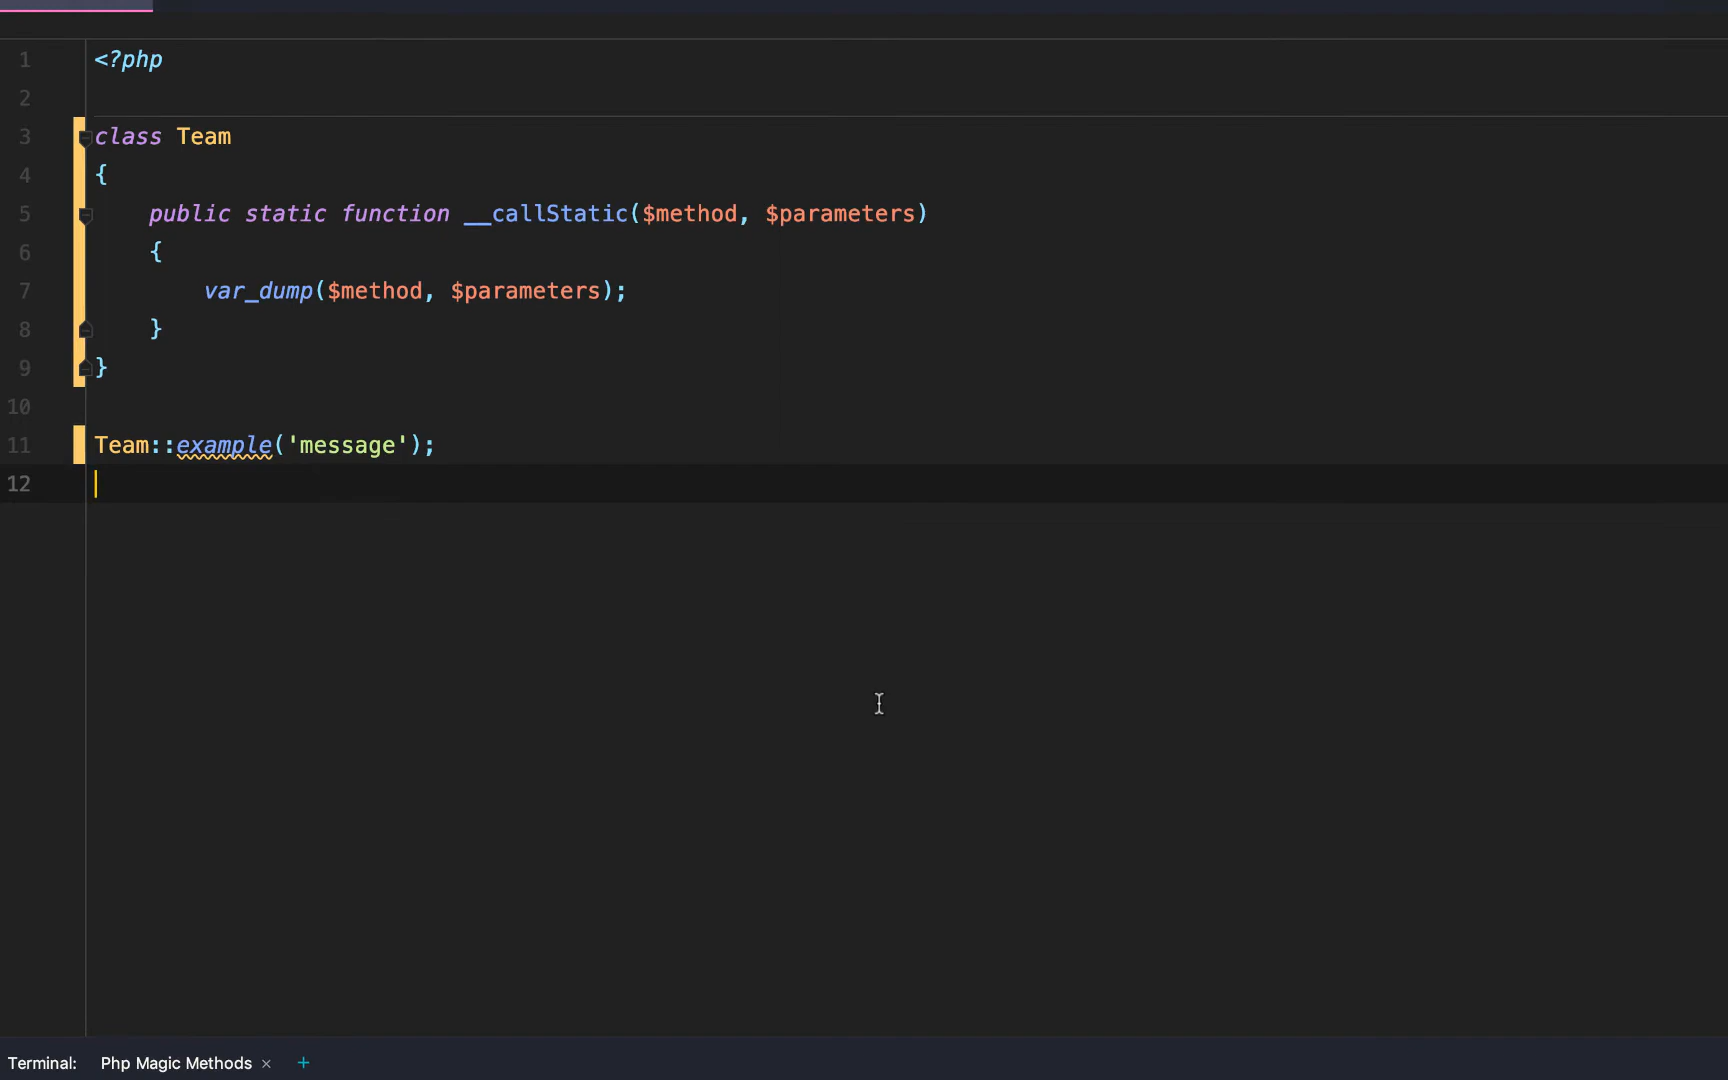 1 <?php
2
3 class Team
4 {
5 public static function __callStatic($method, $parameters)
6 {
7 var_dump($method, $parameters);
8 }
9 }
10
11 Team::example('message');
12
Terminal: Php Magic Methods × +